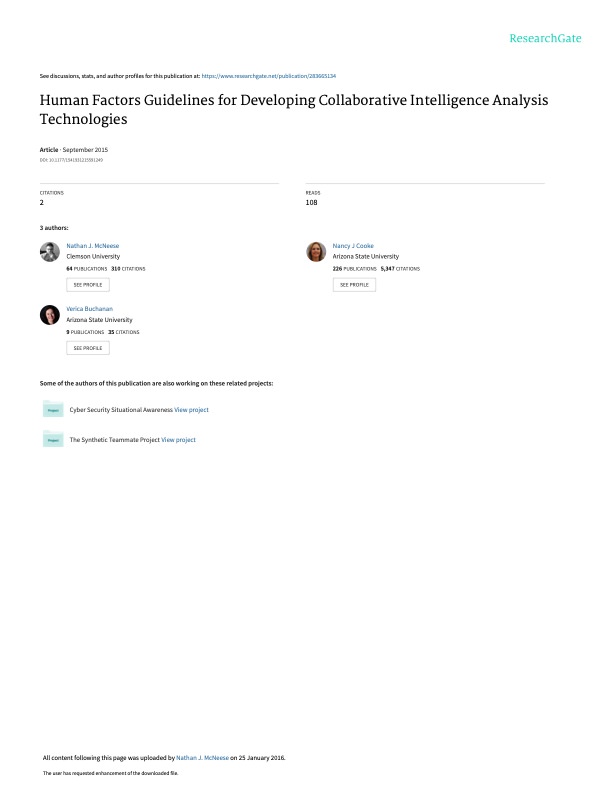 ResearchGate
See discussions, stats, and author profiles for this publication at: https://www.researchgate.net/publication/283665134
Human Factors Guidelines for Developing Collaborative Intelligence Analysis
Technologies
Article · September 2015
DOI: 10.1177/1541931215591249
CITATIONS
2
READS
108
3 authors:
Nathan J. McNeese
Clemson University
64 PUBLICATIONS 310 CITATIONS
SEE PROFILE
Nancy J Cooke
Arizona State University
226 PUBLICATIONS 5,347 CITATIONS
SEE PROFILE
Verica Buchanan
Arizona State University
9 PUBLICATIONS 35 CITATIONS
SEE PROFILE
Some of the authors of this publication are also working on these related projects:
Project
Cyber Security Situational Awareness View project
Project
The Synthetic Teammate Project View project
All content following this page was uploaded by Nathan J. McNeese on 25 January 2016.
The user has requested enhancement of the downloaded file.